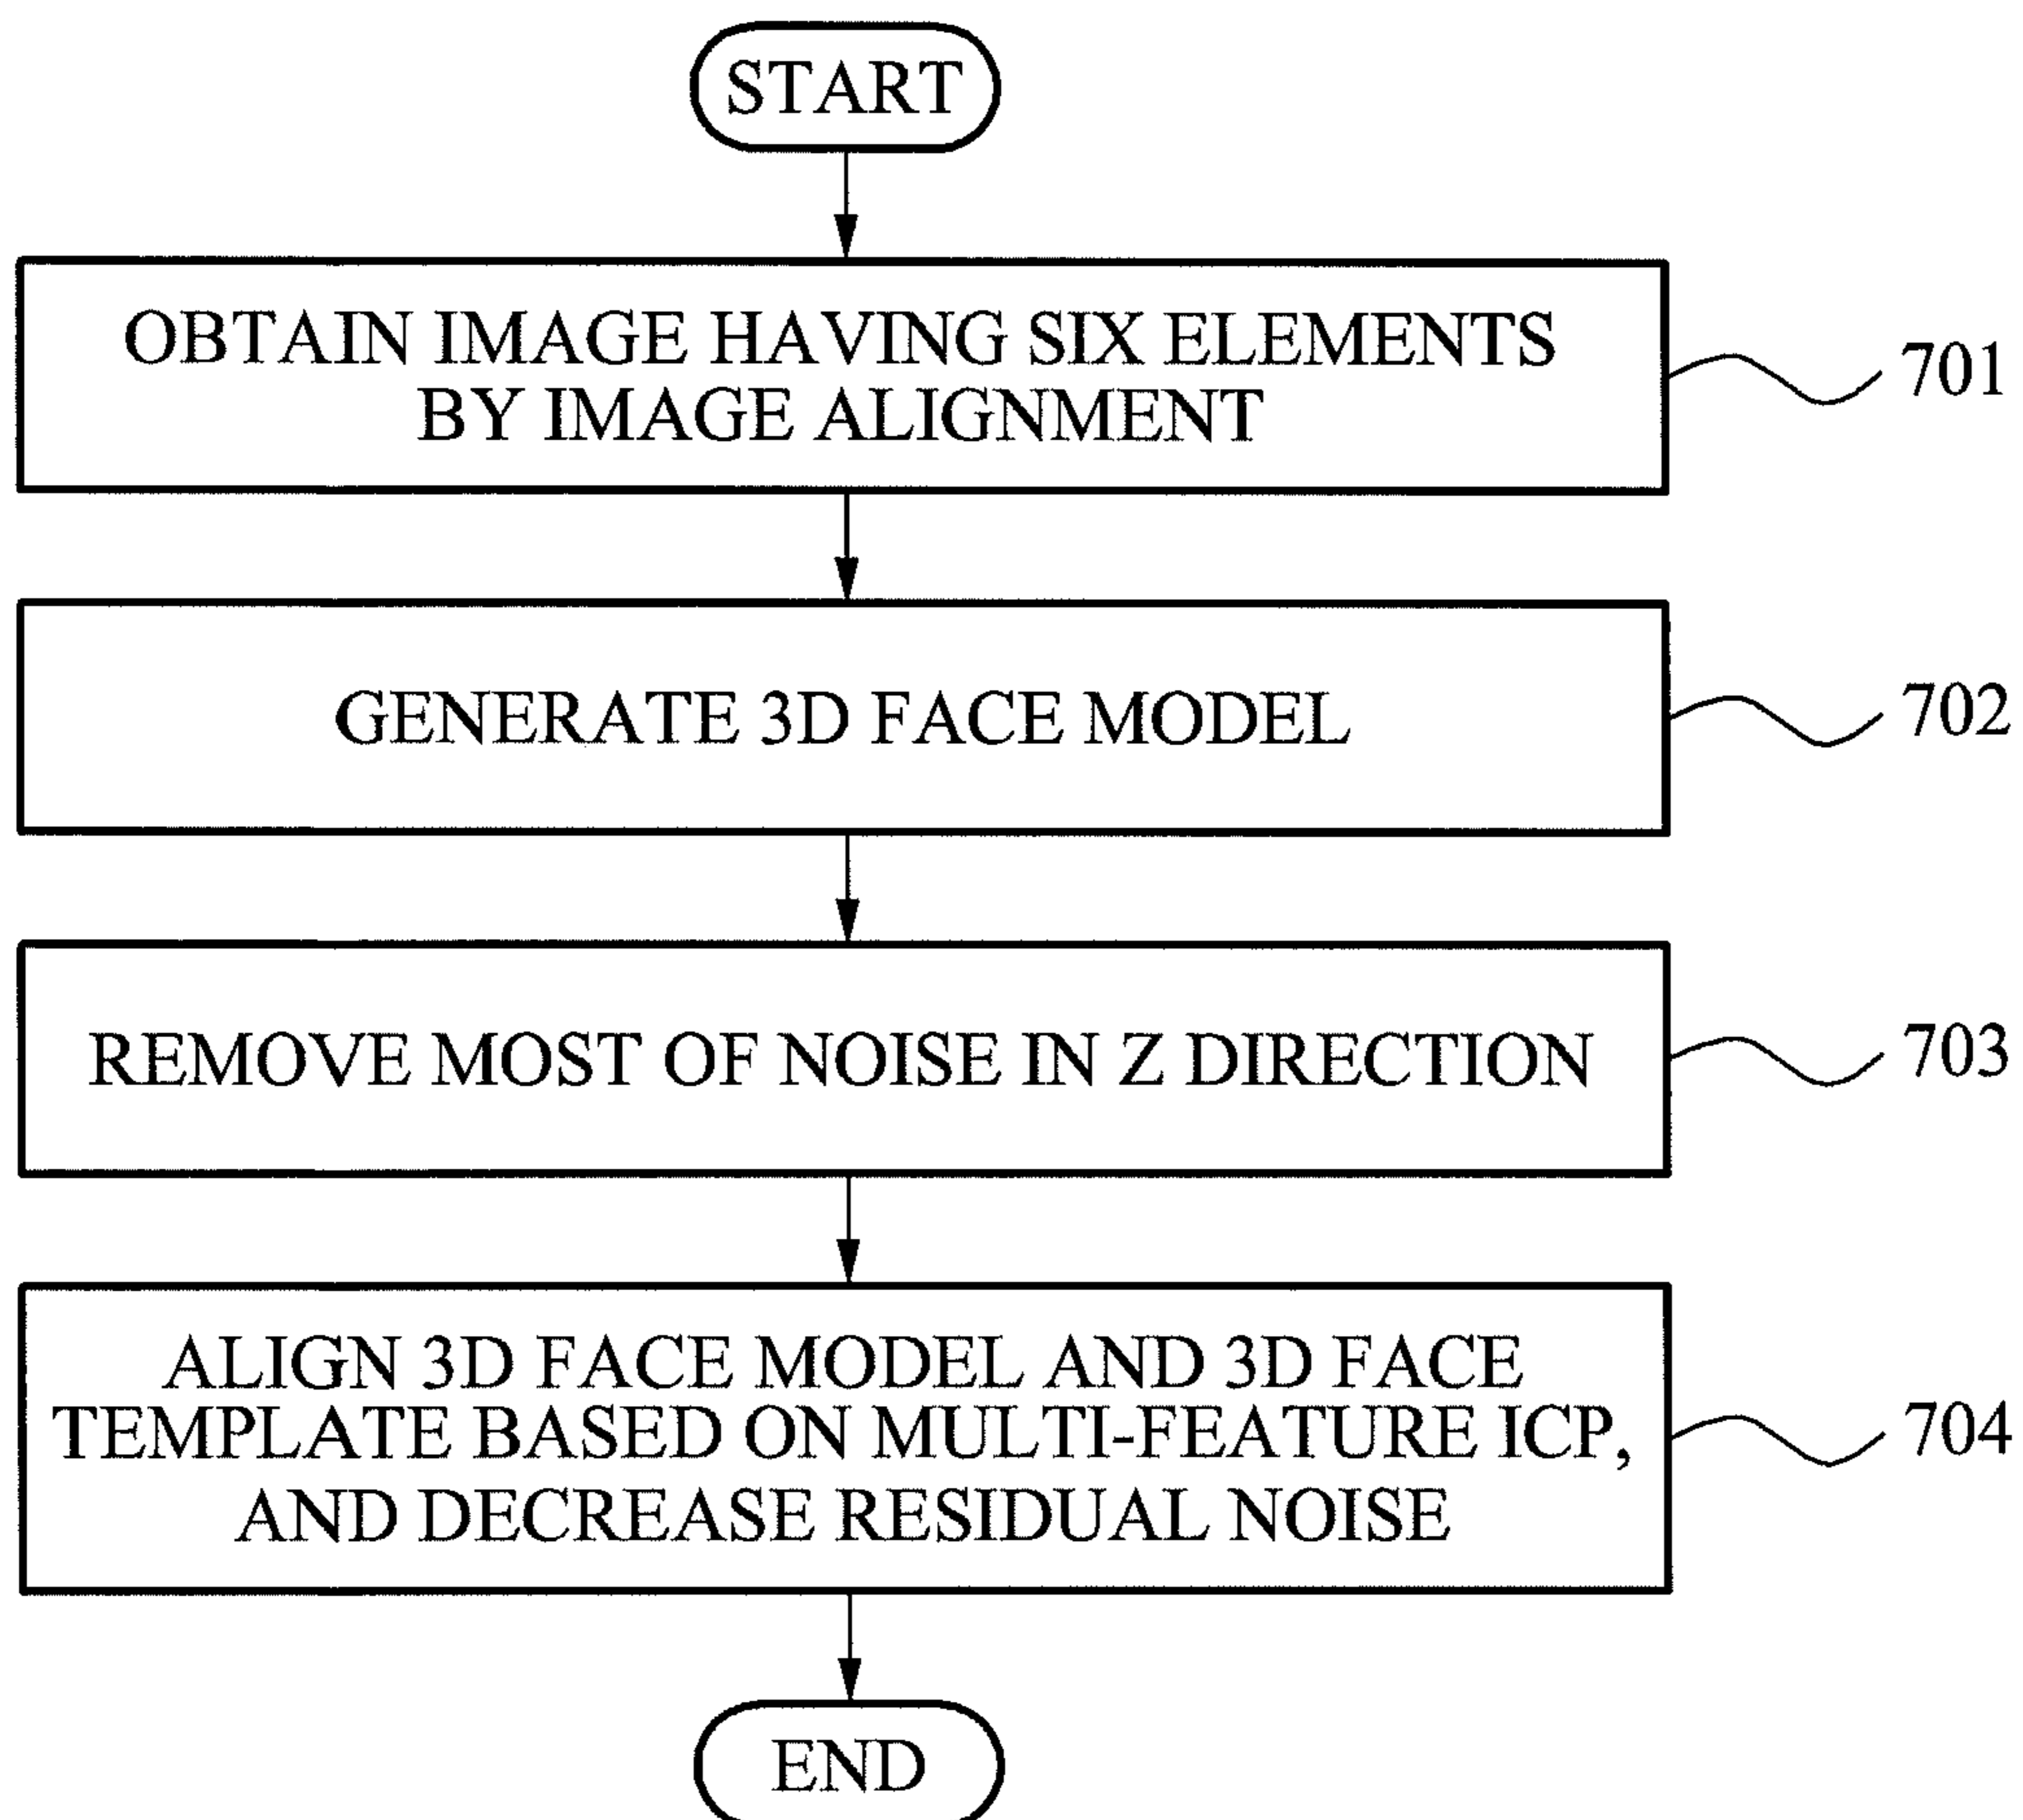 START
OBTAIN IMAGE HAVING SIX ELEMENTS
BY IMAGE ALIGNMENT
701
GENERATE 3D FACE MODEL
702
REMOVE MOST OF NOISE IN Z DIRECTION
703
ALIGN 3D FACE MODEL AND 3D FACE
TEMPLATE BASED ON MULTI-FEATURE ICP,
AND DECREASE RESIDUAL NOISE
704
END